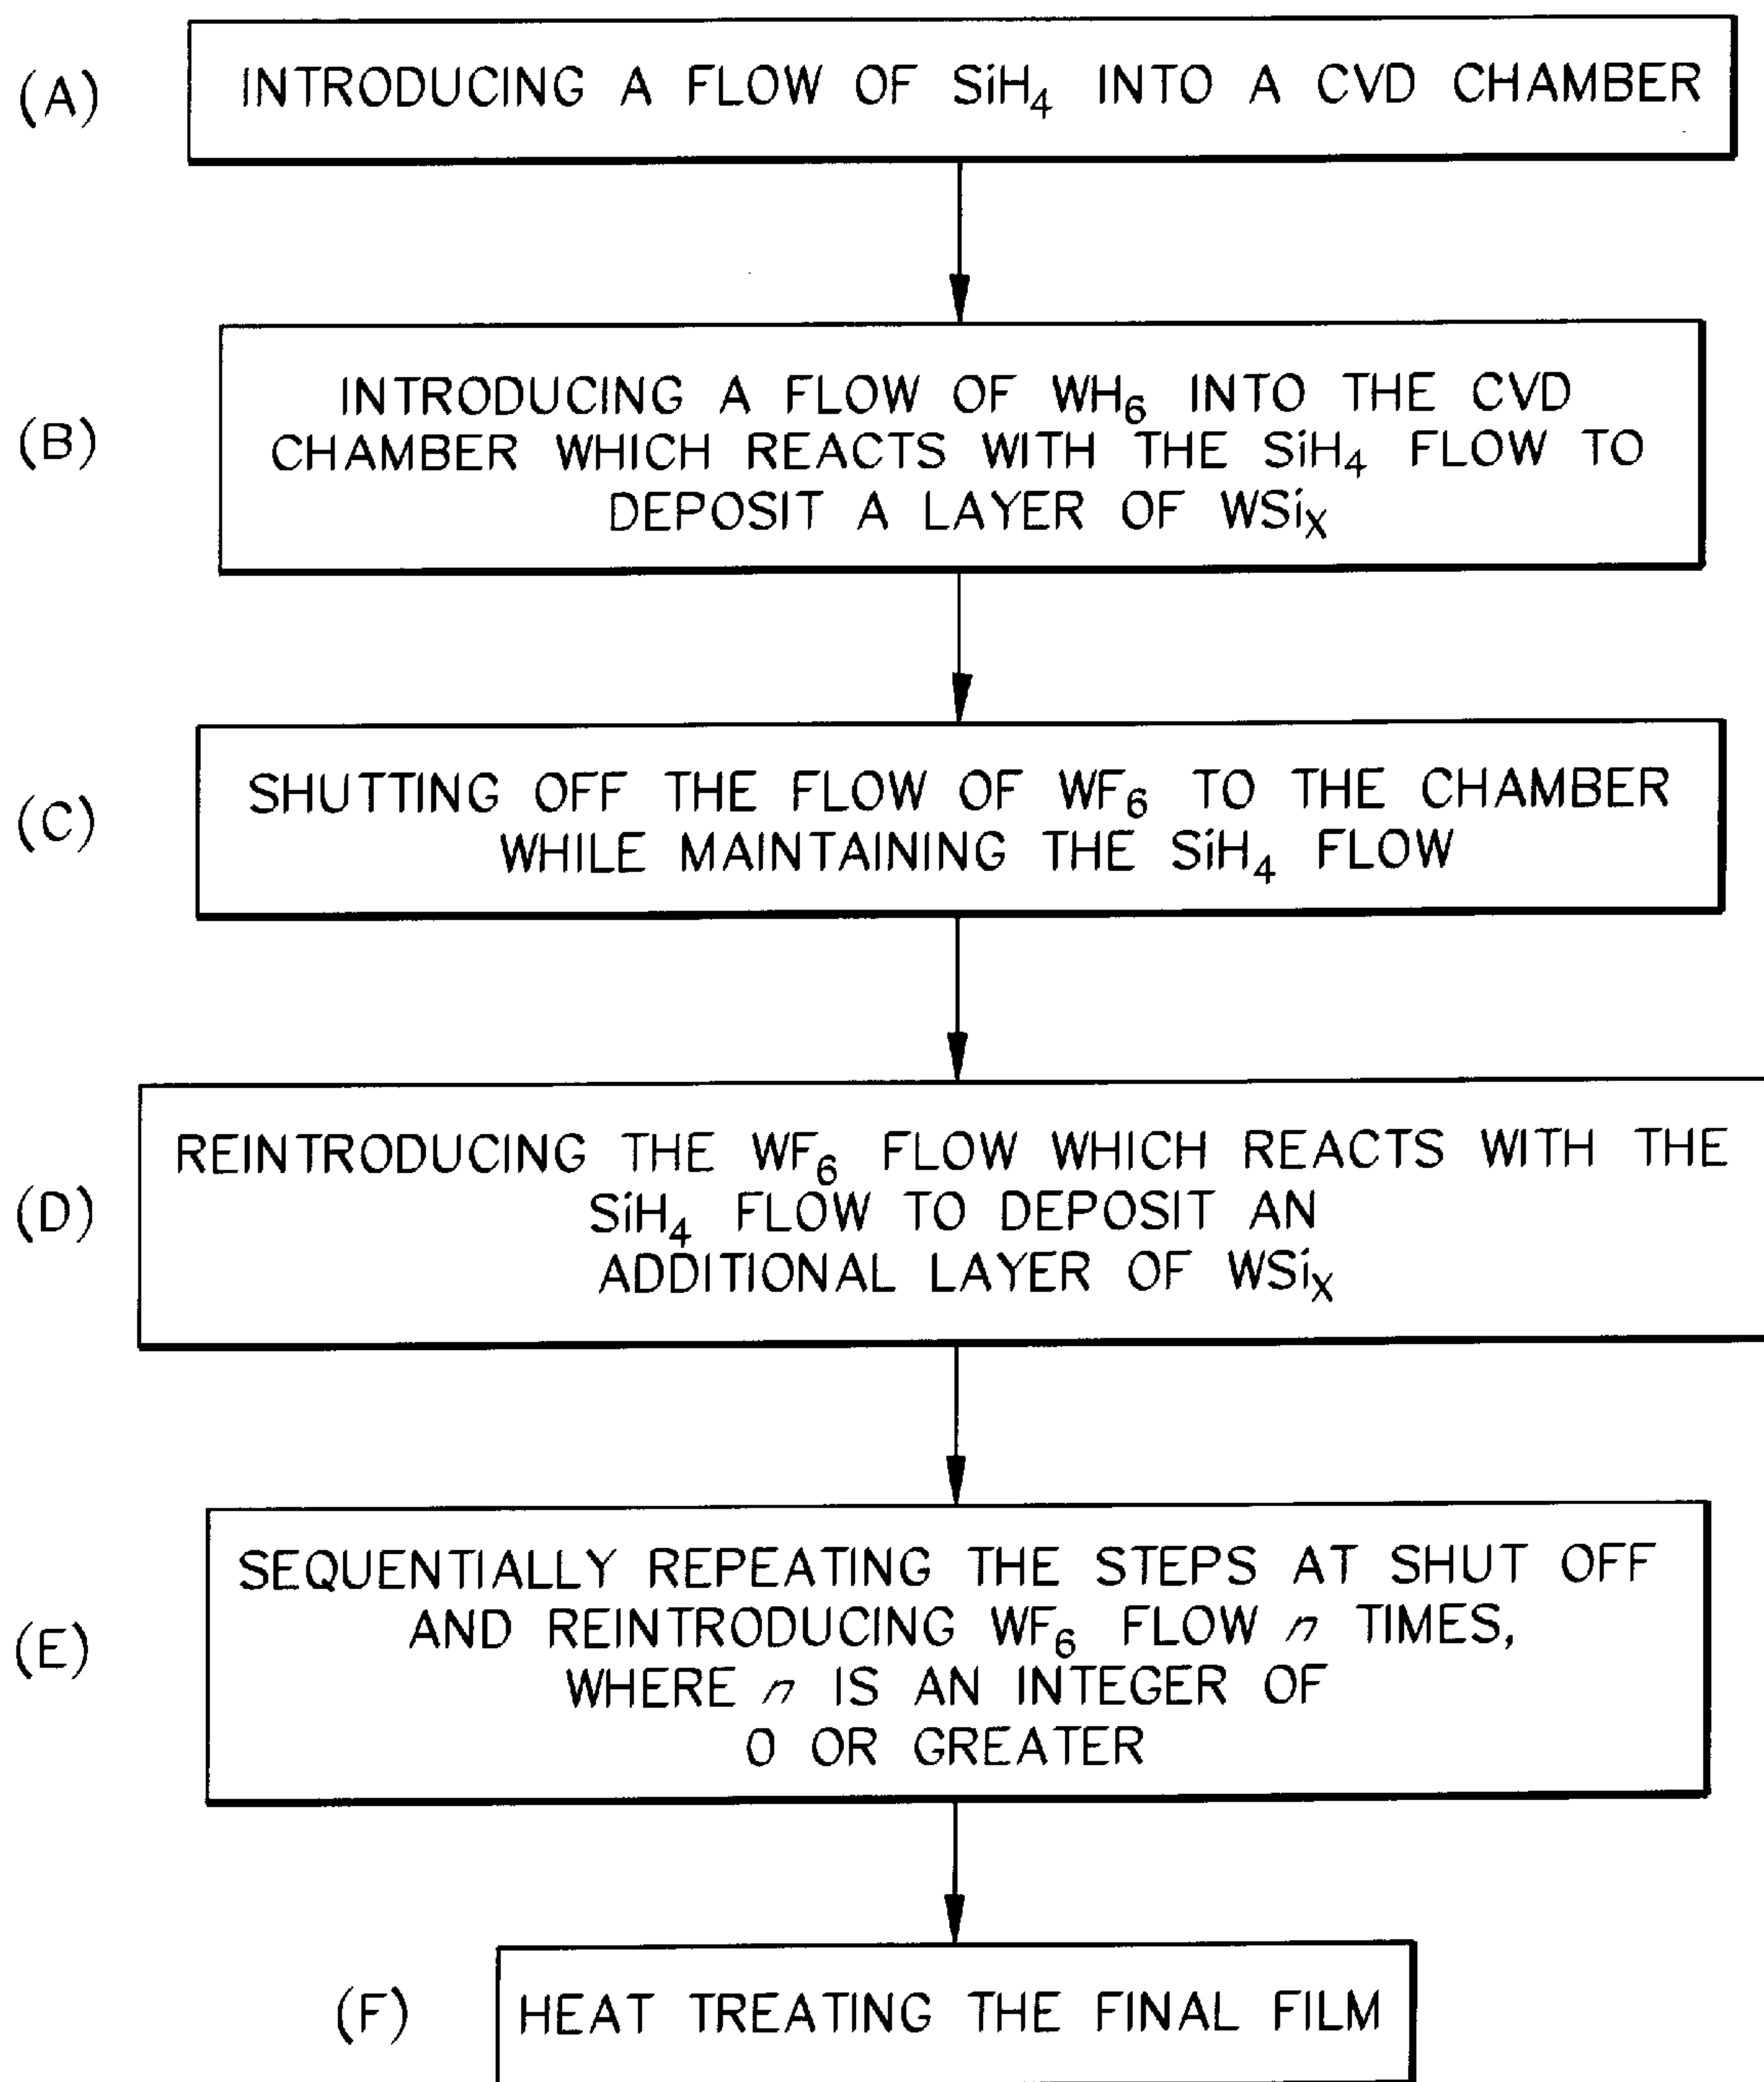 (A)
INTRODUCING A FLOW OF SiH₄ INTO A CVD CHAMBER
(B)
INTRODUCING A FLOW OF WH₆ INTO THE CVD
CHAMBER WHICH REACTS WITH THE SiH₄ FLOW TO
DEPOSIT A LAYER OF WSiₓ
(C)
SHUTTING OFF THE FLOW OF WF₆ TO THE CHAMBER
WHILE MAINTAINING THE SiH₄ FLOW
(D)
REINTRODUCING THE WF₆ FLOW WHICH REACTS WITH THE
SiH₄ FLOW TO DEPOSIT AN
ADDITIONAL LAYER OF WSiₓ
(E)
SEQUENTIALLY REPEATING THE STEPS AT SHUT OFF
AND REINTRODUCING WF₆ FLOW n TIMES,
WHERE n IS AN INTEGER OF
0 OR GREATER
(F)
HEAT TREATING THE FINAL FILM